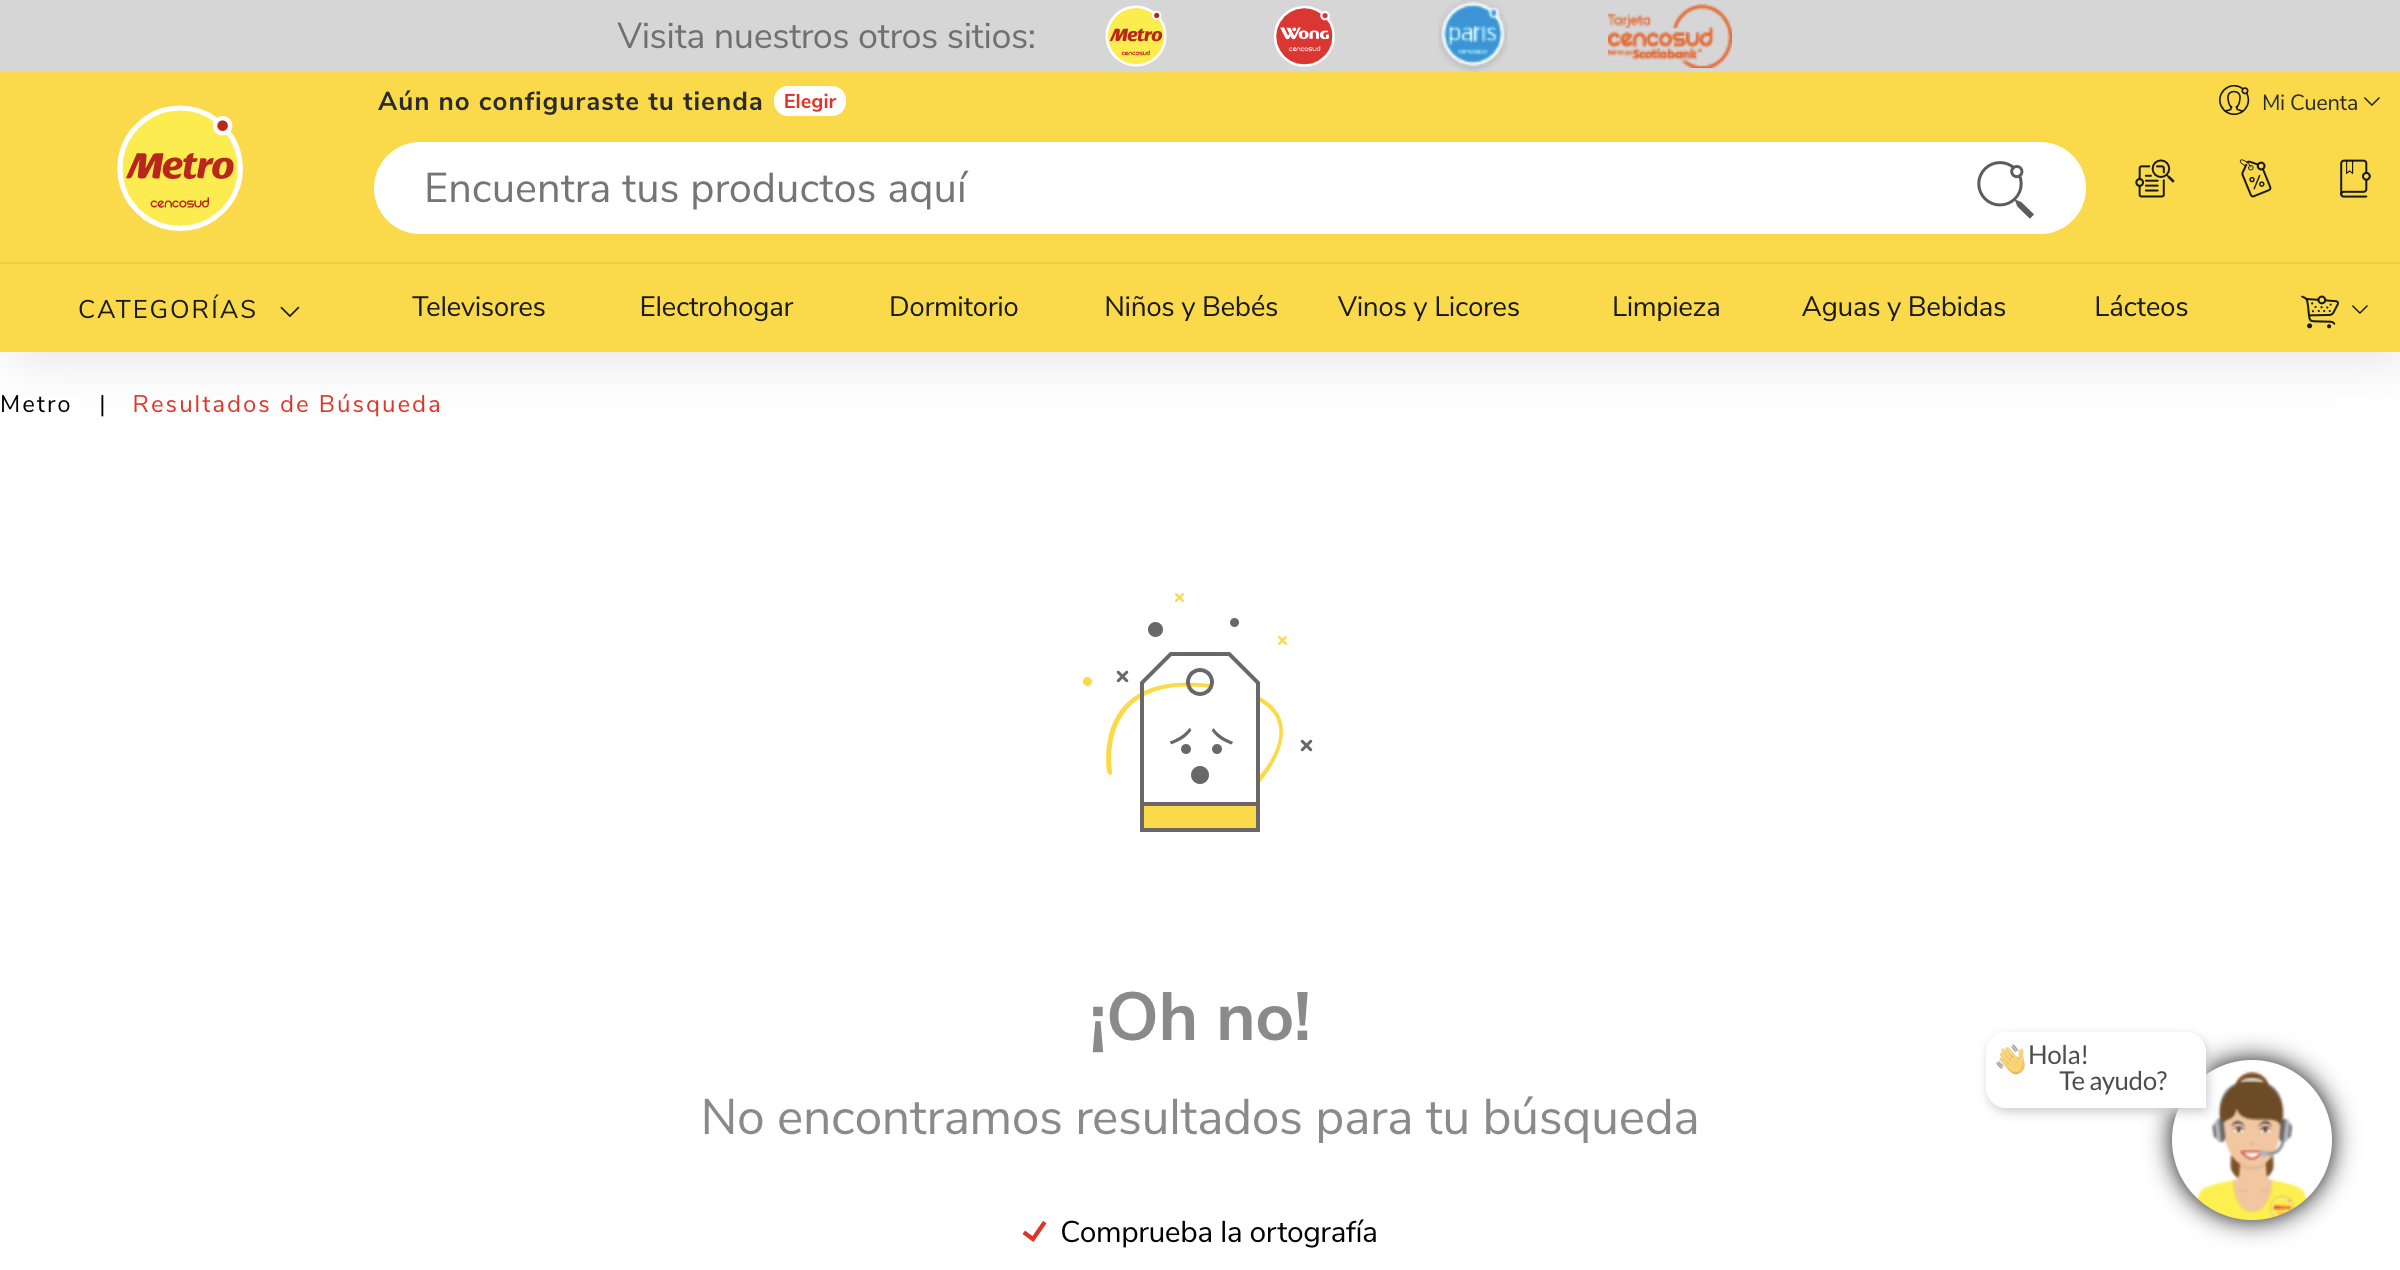 Visita nuestros otros sitios:
Metro
cencosud
Wong
cencosud
paris
cencosud
Tarjeta
cencosud
Scotiabank
Aún no configuraste tu tienda Elegir
Mi Cuenta
Metro
cencosud
Encuentra tus productos aquí
%
CATEGORÍAS
Televisores
Electrohogar
Dormitorio
Niños y Bebés
Vinos y Licores
Limpieza
Aguas y Bebidas
Lácteos
Metro | Resultados de Búsqueda
¡Oh no!
No encontramos resultados para tu búsqueda
Hola!
Te ayudo?
Comprueba la ortografía